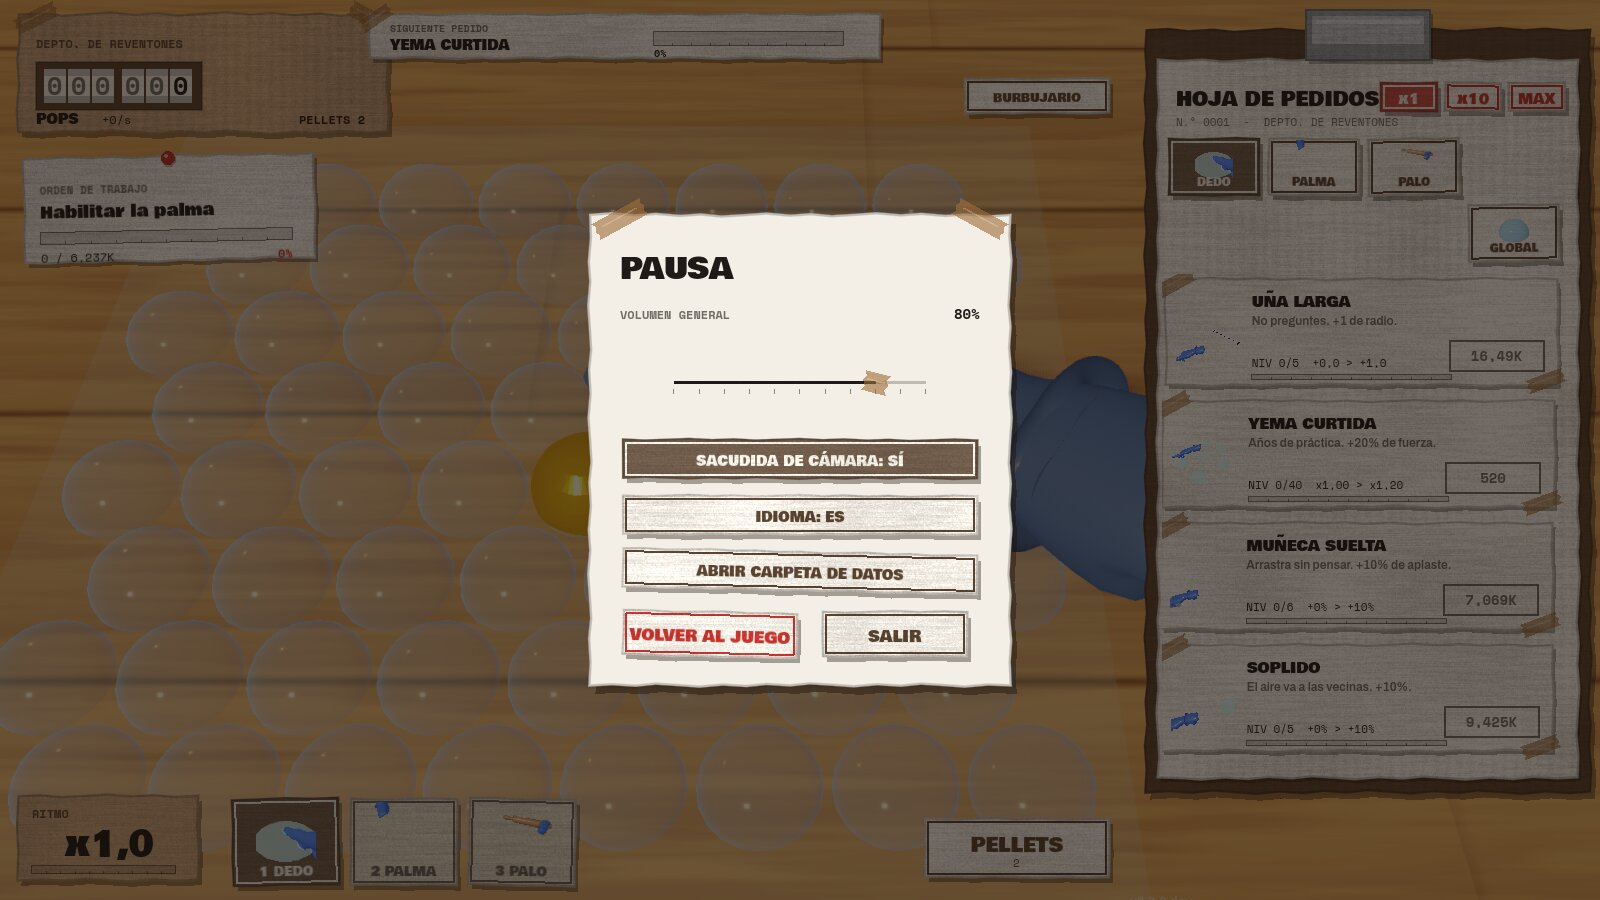 DEPTO. DE REVENTONES
000 000
POPS +0/s PELLETS 2
SIGUIENTE PEDIDO
YEMA CURTIDA
0%
BURBUJARIO
ORDEN DE TRABAJO
Habilitar la palma
0 / 6,237K 0%
PAUSA
VOLUMEN GENERAL 80%
SACUDIDA DE CÁMARA: SÍ
IDIOMA: ES
ABRIR CARPETA DE DATOS
VOLVER AL JUEGO
SALIR
HOJA DE PEDIDOS x1 x10 MAX
N.° 0001 - DEPTO. DE REVENTONES
DEDO
PALMA
PALO
GLOBAL
UÑA LARGA
No preguntes. +1 de radio.
NIV 0/5 +0,0 > +1,0
16,49K
YEMA CURTIDA
Años de práctica. +20% de fuerza.
NIV 0/40 x1,00 > x1,20
520
MUÑECA SUELTA
Arrastra sin pensar. +10% de aplaste.
NIV 0/6 +0% > +10%
7,069K
SOPLIDO
El aire va a las vecinas. +10%.
NIV 0/5 +0% > +10%
9,425K
RITMO
x1,0
1 DEDO
2 PALMA
3 PALO
PELLETS
2